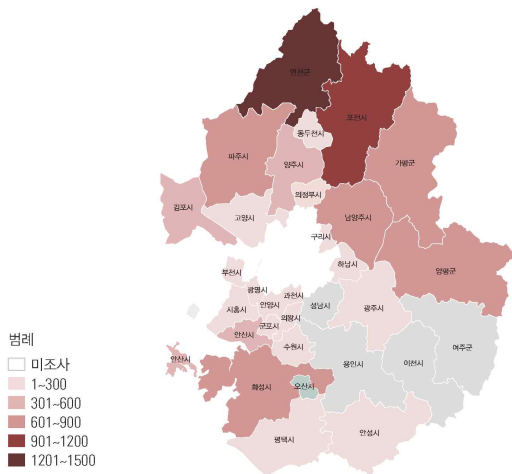 연천군
포천시
동두천시
파주시
양주시
가평군
의정부시
김포시
고양시
남양주시
구리시
양평군
하남시
부천시
광명시
과천시
성남시
광주시
시흥시
안양시
의왕시
군포시
안산시
수원시
여주군
안산시
용인시
이천시
화성시
오산시
평택시
안성시
범례
미조사
1~300
301~600
601~900
901~1200
1201~1500